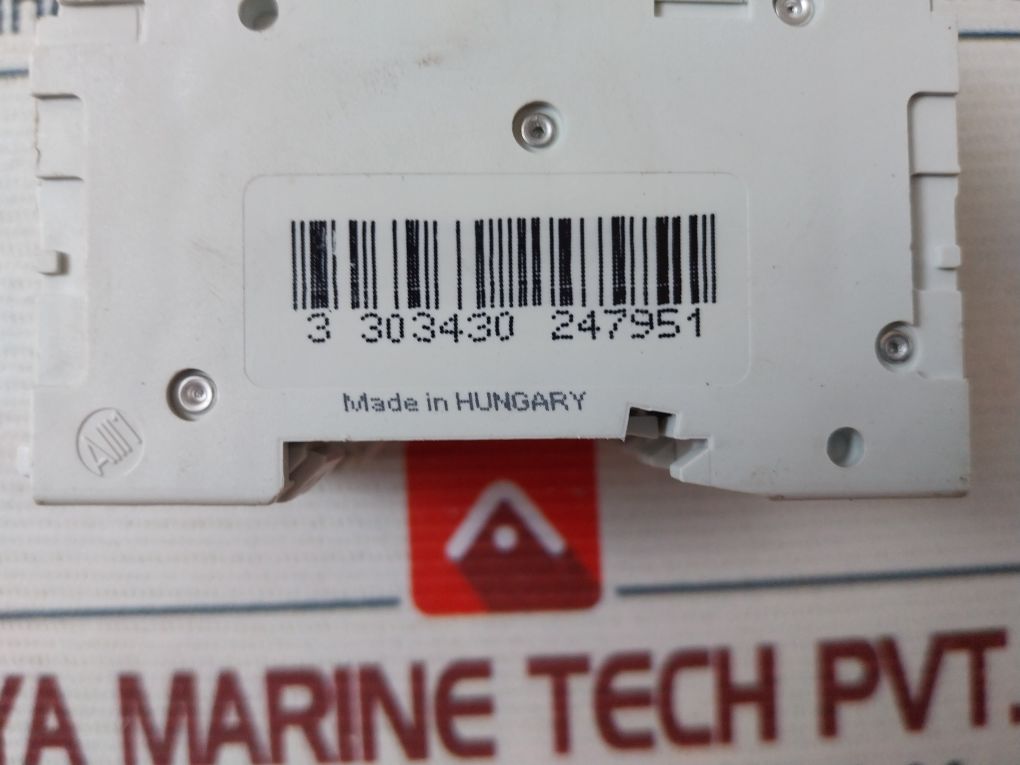 3 303430 247951
Made in HUNGARY
YA MARINE TECH PVT.